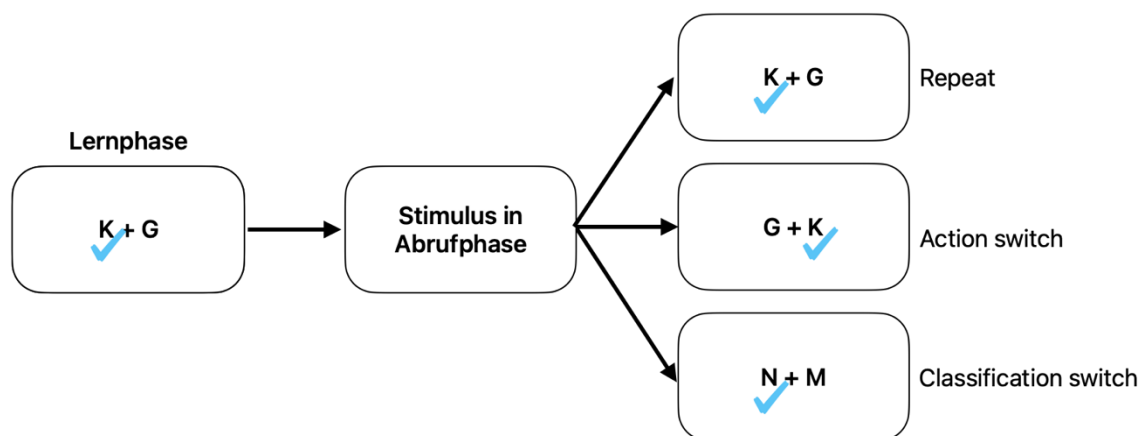 Lernphase
K + G
Stimulus in
Abrufphase
K + G
Repeat
G + K
Action switch
N + M
Classification switch